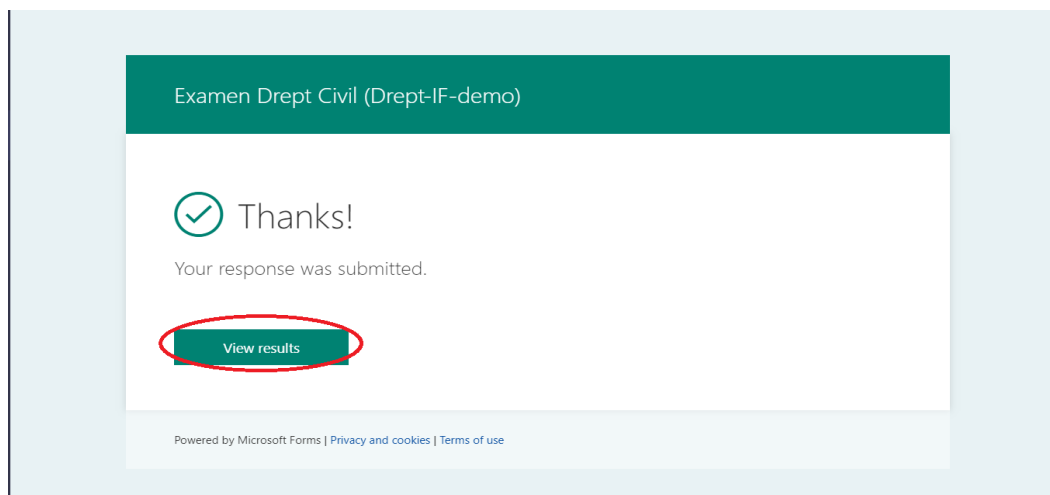 Examen Drept Civil (Drept-IF-demo)
Thanks!
Your response was submitted.
View results
Powered by Microsoft Forms | Privacy and cookies | Terms of use